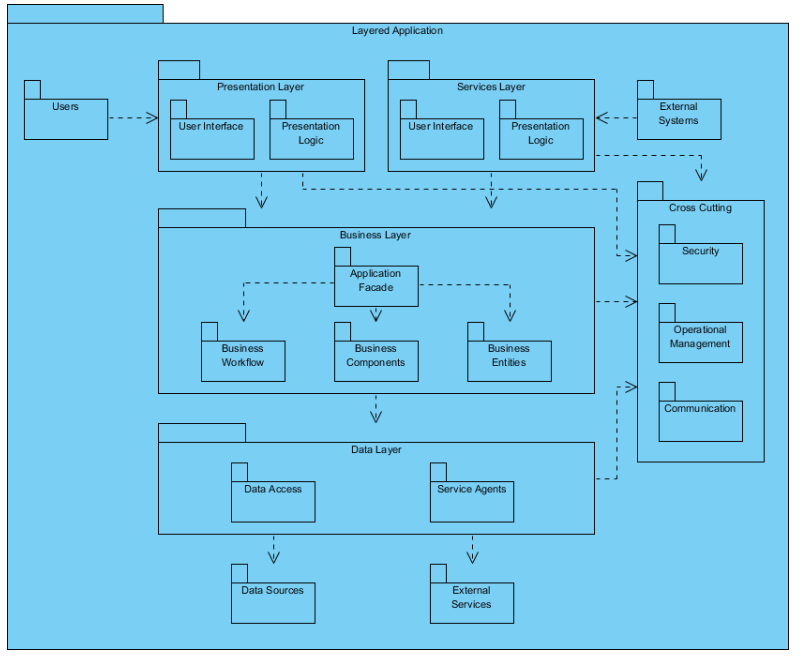 Layered Application
Presentation Layer
Services Layer
Users
External
Systems
User Interface
Presentation
Logic
User Interface
Presentation
Logic
Cross Cutting
Business Layer
Security
Application
Facade
Operational
Management
Business
Workflow
Business
Components
Business
Entities
Communication
Data Layer
Data Access
Service Agents
Data Sources
External
Services